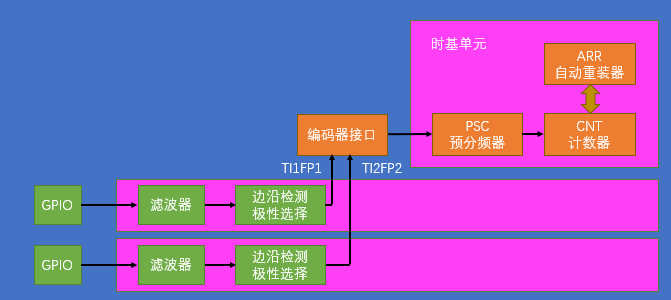 时基单元
ARR
自动重装器
编码器接口
PSC
预分频器
CNT
计数器
TI1FP1
TI2FP2
GPIO
滤波器
边沿检测
极性选择
GPIO
滤波器
边沿检测
极性选择